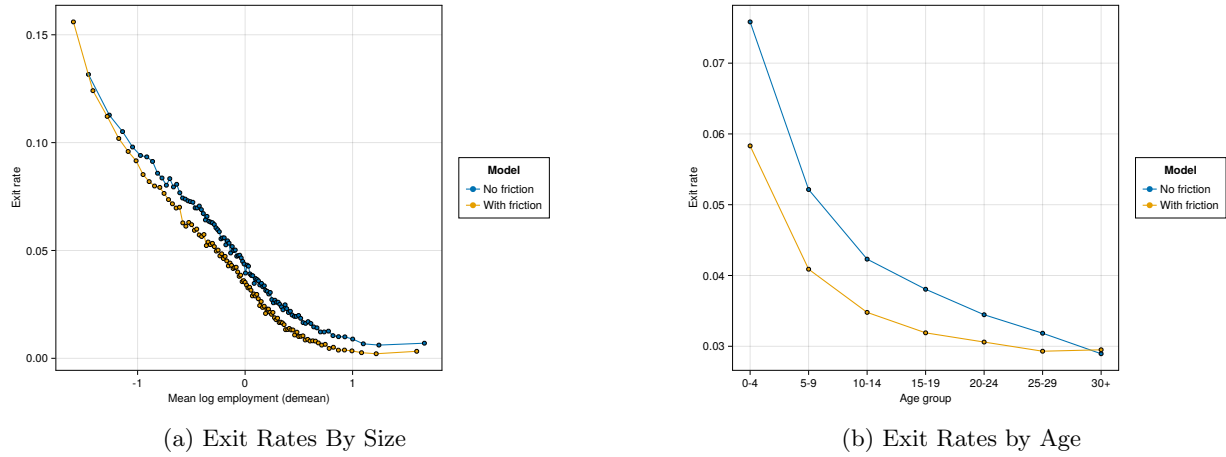 0.15
0.10
0.05
0.00
Exit rate
-1
0
1
Mean log employment (demean)
Model
No friction
With friction
(a) Exit Rates By Size
0.07
0.06
0.05
0.04
0.03
Exit rate
0-4
5-9
10-14
15-19
20-24
25-29
30+
Age group
Model
No friction
With friction
(b) Exit Rates by Age